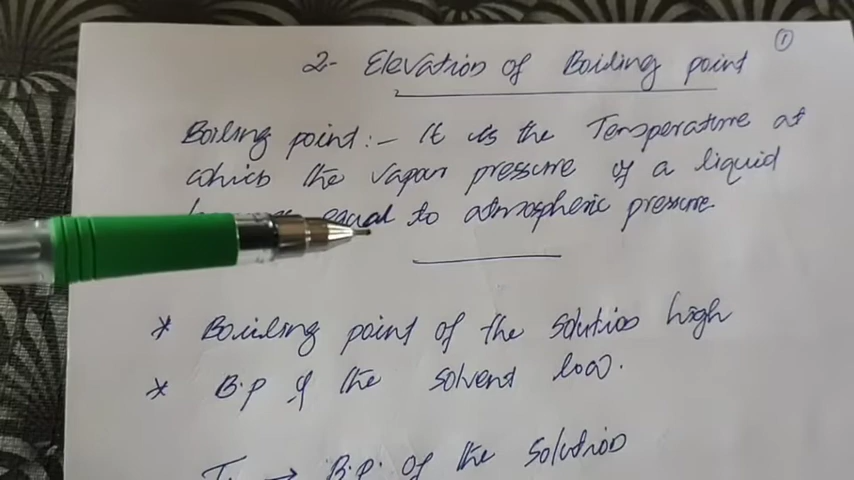 ①
2- Elevation of Boiling point
Boiling point:- It is the Temperature at
which the vapour pressure of a liquid
equal to atmospheric pressure.
* Boiling point of the solution high
* B.p of the solvent low.
→ B.p. of the solution